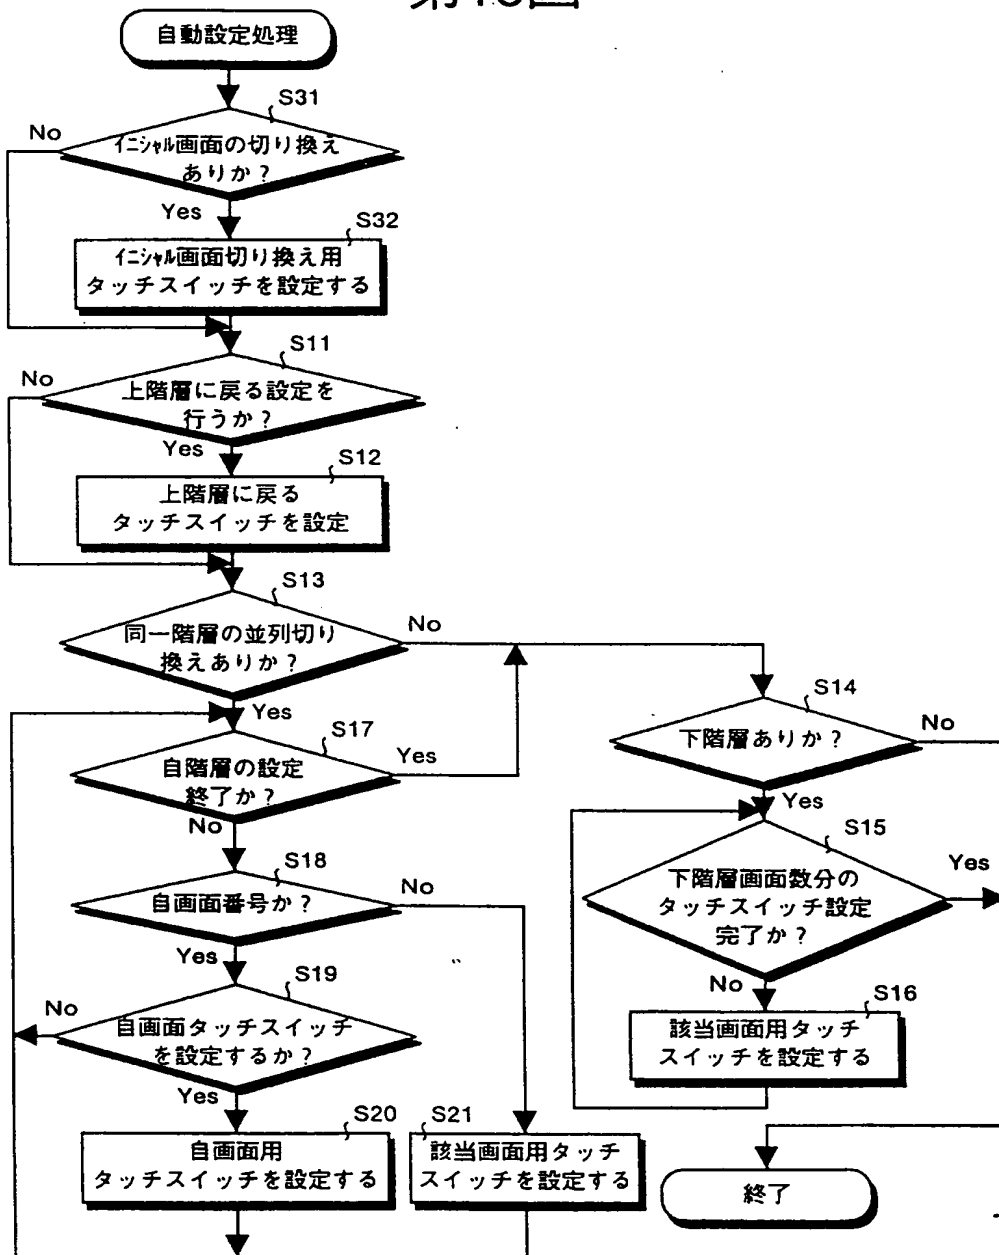 自動設定処理
S31
No
イニシャル画面の切り換え
ありか？
Yes
S32
イニシャル画面切り換え用
タッチスイッチを設定する
S11
No
上階層に戻る設定を
行うか？
Yes
S12
上階層に戻る
タッチスイッチを設定
S13
同一階層の並列切り
換えありか？
No
Yes
S17
自階層の設定
終了か？
Yes
No
S18
自画面番号か？
No
Yes
S19
No
自画面タッチスイッチ
を設定するか？
Yes
S20
自画面用
タッチスイッチを設定する
S21
該当画面用タッチ
スイッチを設定する
S14
下階層ありか？
No
Yes
S15
下階層画面数分の
タッチスイッチ設定
完了か？
Yes
No
S16
該当画面用タッチ
スイッチを設定する
終了